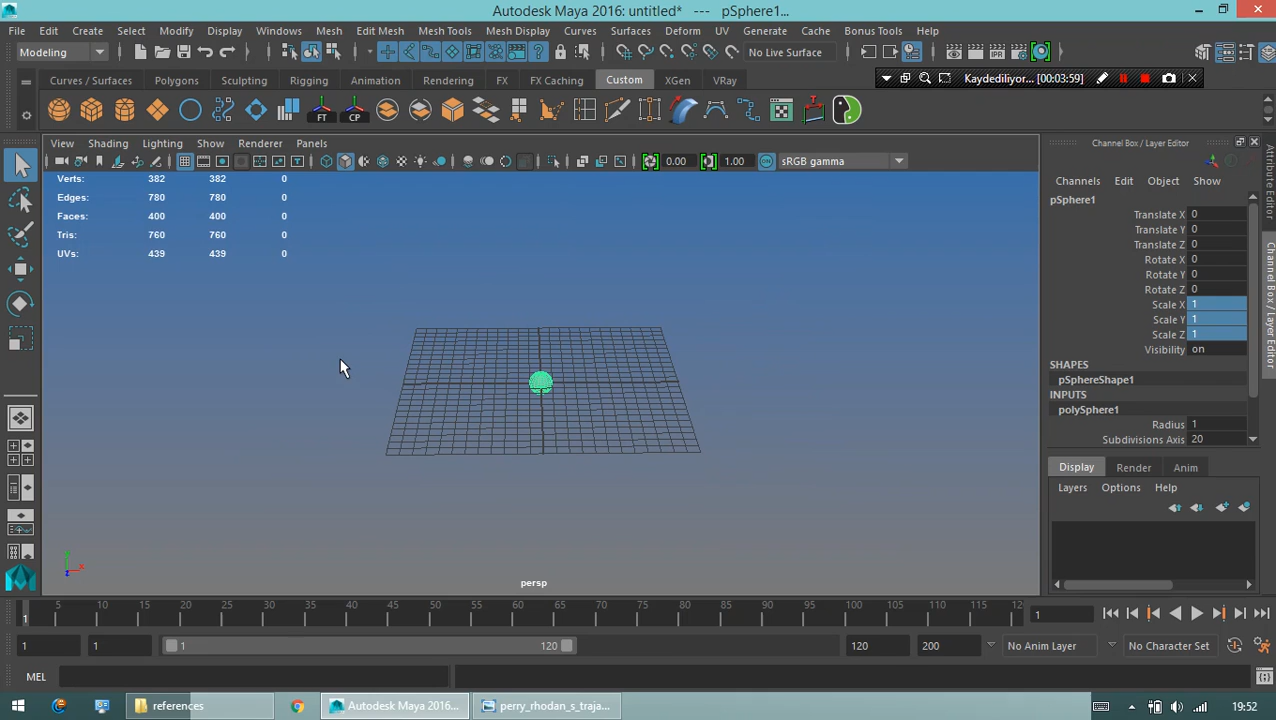 Autodesk Maya 2016: untitled* --- pSphere1...
File Edit Create Select Modify Display Windows Mesh Edit Mesh Mesh Tools Mesh Display Curves Surfaces Deform UV Generate Cache Bonus Tools Help
Modeling
No Live Surface
Curves / Surfaces Polygons Sculpting Rigging Animation Rendering FX FX Caching Custom XGen VRay
Kaydediliyor... [00:03:59]
FT CP
View Shading Lighting Show Renderer Panels
0.00 1.00 sRGB gamma
Verts: 382 382 0
Edges: 780 780 0
Faces: 400 400 0
Tris: 760 760 0
UVs: 439 439 0
persp
Channel Box / Layer Editor
Channels Edit Object Show
pSphere1
Translate X 0
Translate Y 0
Translate Z 0
Rotate X 0
Rotate Y 0
Rotate Z 0
Scale X 1
Scale Y 1
Scale Z 1
Visibility on
SHAPES
pSphereShape1
INPUTS
polySphere1
Radius 1
Subdivisions Axis 20
Display Render Anim
Layers Options Help
Attribute Editor
Channel Box / Layer Editor
5 10 15 20 25 30 35 40 45 50 55 60 65 70 75 80 85 90 95 100 105 110 115 12
1
1
1 1 1 120 120 200 No Anim Layer No Character Set
MEL
references Autodesk Maya 2016... perry_rhodan_s_traja... 19:52